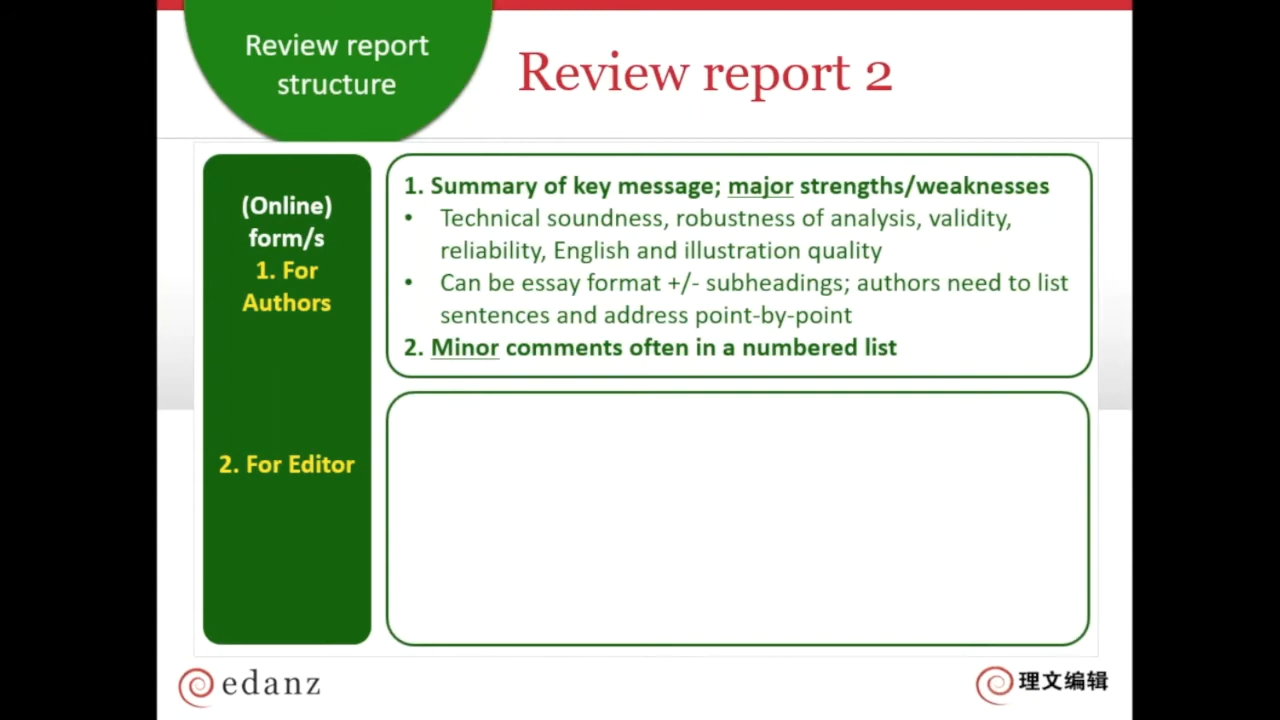 Review report
structure
Review report 2
(Online)
form/s
1. For
Authors
2. For Editor
1. Summary of key message; major strengths/weaknesses
• Technical soundness, robustness of analysis, validity,
reliability, English and illustration quality
• Can be essay format +/- subheadings; authors need to list
sentences and address point-by-point
2. Minor comments often in a numbered list
edanz
理文编辑